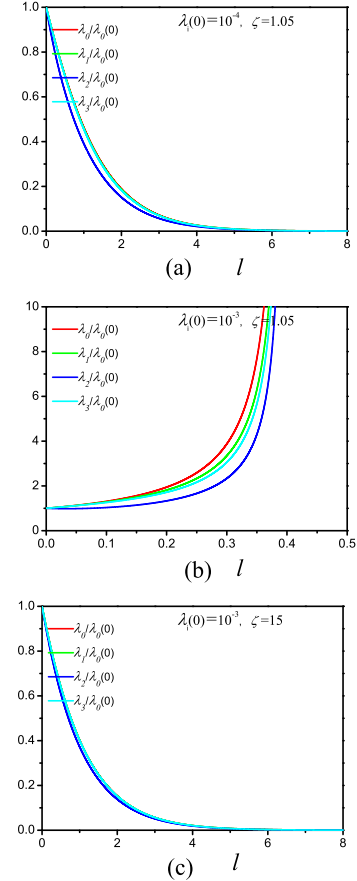 λᵢ(0)=10⁻⁴, ζ=1.05
λ₀/λ₀(0)
λ₁/λ₀(0)
λ₂/λ₀(0)
λ₃/λ₀(0)
1.0
0.8
0.6
0.4
0.2
0.0
0 2 4 6 8
(a) l
λᵢ(0)=10⁻³, ζ=1.05
λ₀/λ₀(0)
λ₁/λ₀(0)
λ₂/λ₀(0)
λ₃/λ₀(0)
10
8
6
4
2
0
0.0 0.1 0.2 0.3 0.4 0.5
(b) l
λᵢ(0)=10⁻³, ζ=15
λ₀/λ₀(0)
λ₁/λ₀(0)
λ₂/λ₀(0)
λ₃/λ₀(0)
1.0
0.8
0.6
0.4
0.2
0.0
0 2 4 6 8
(c) l